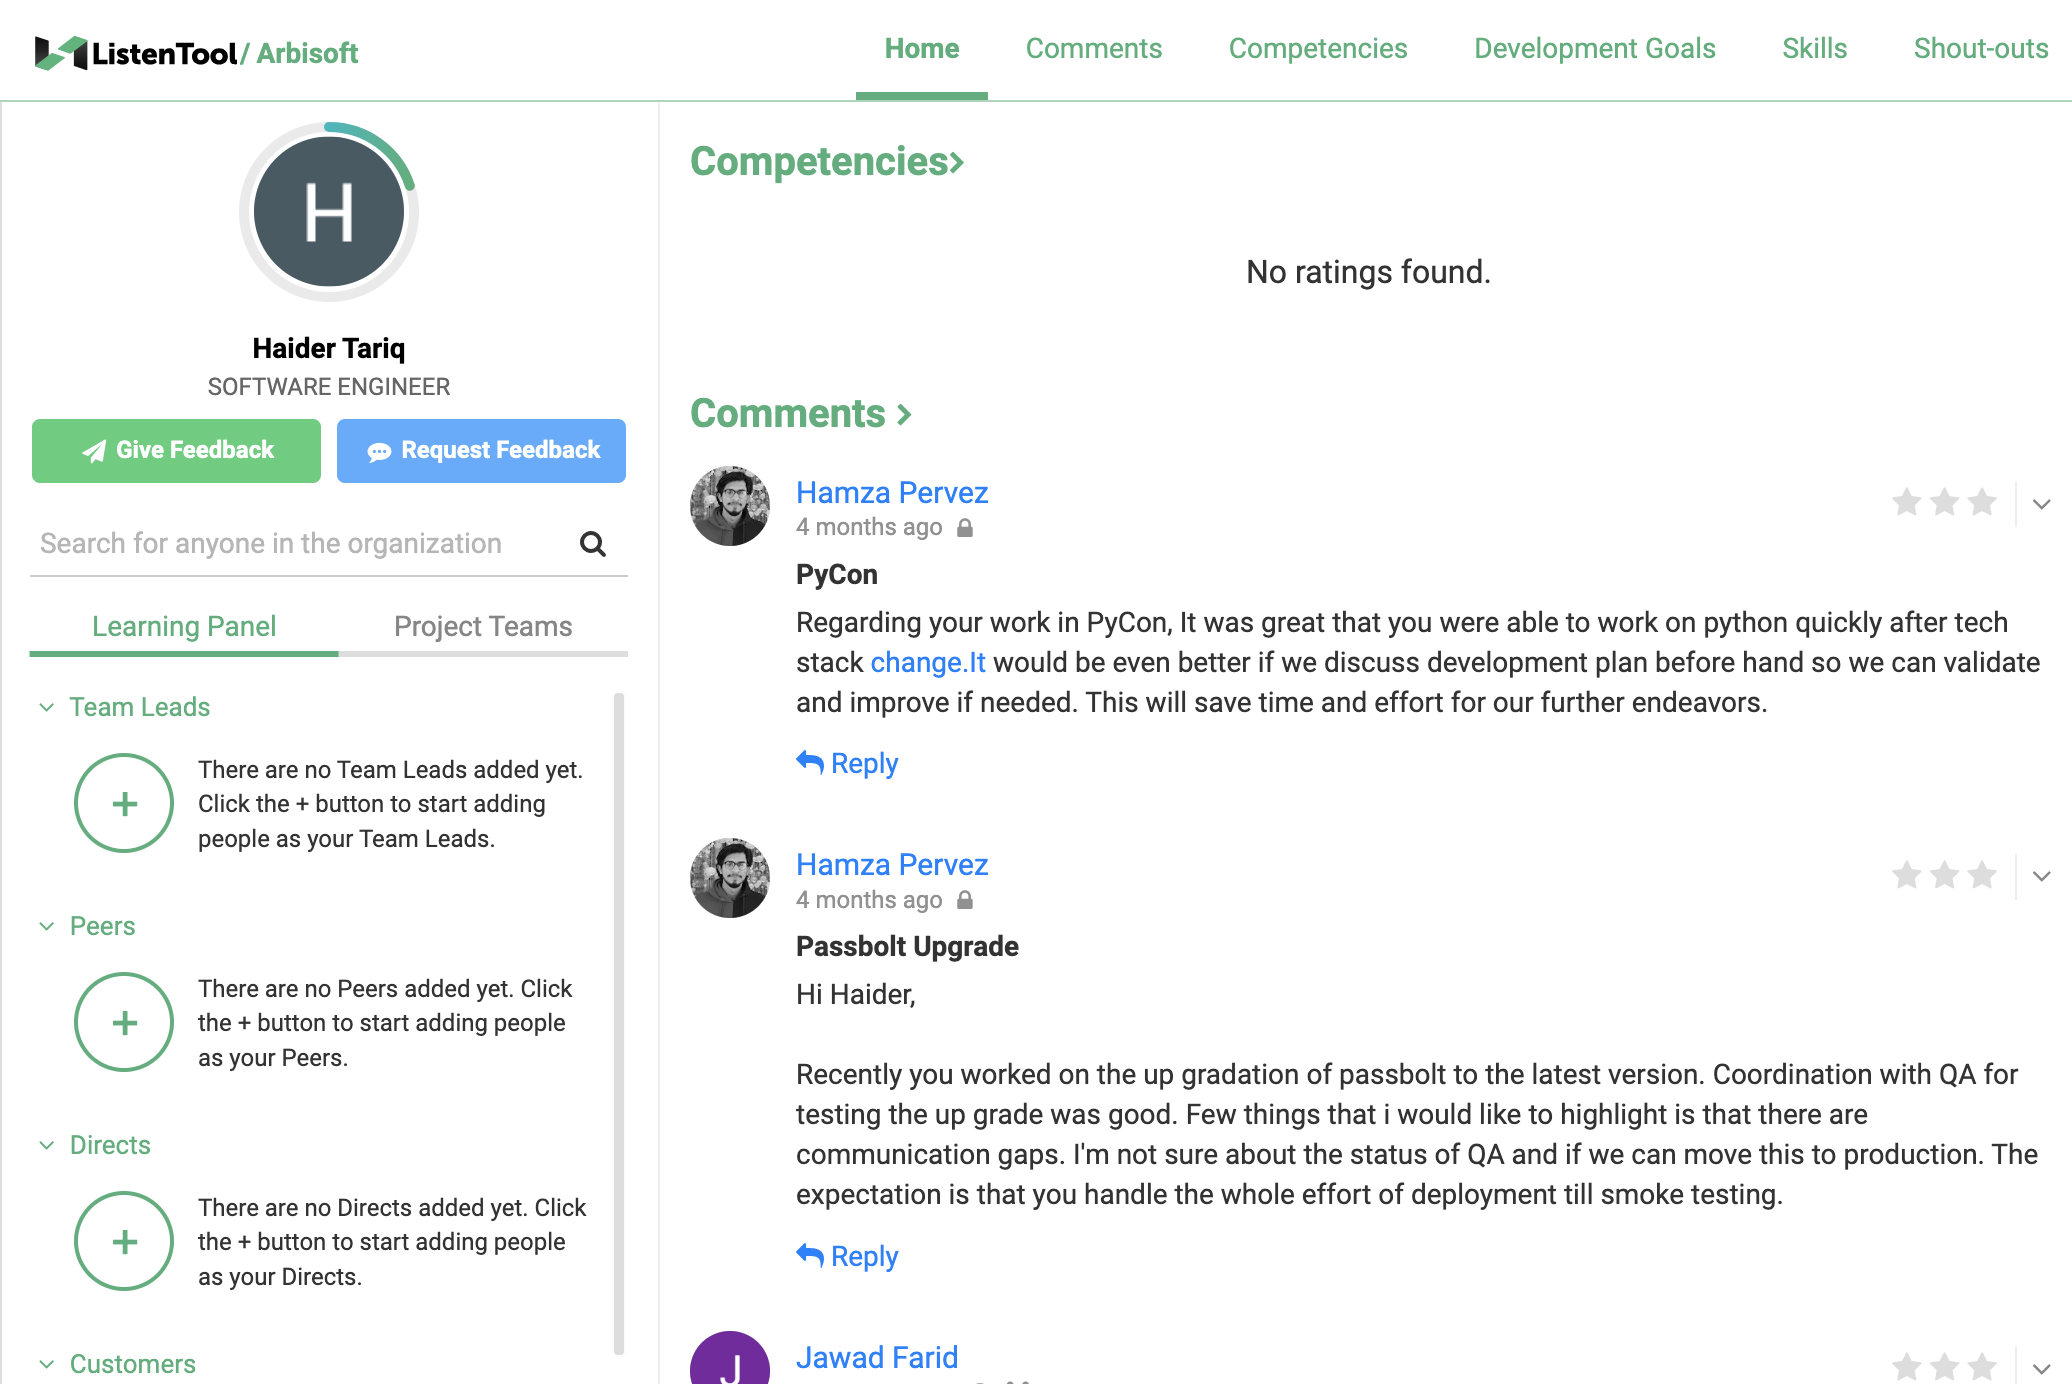 ListenTool/ Arbisoft
Home
Comments
Competencies
Development Goals
Skills
Shout-outs
H
Haider Tariq
SOFTWARE ENGINEER
Give Feedback
Request Feedback
Search for anyone in the organization
Learning Panel
Project Teams
Team Leads
+
There are no Team Leads added yet.
Click the + button to start adding
people as your Team Leads.
Peers
+
There are no Peers added yet. Click
the + button to start adding people
as your Peers.
Directs
+
There are no Directs added yet. Click
the + button to start adding people
as your Directs.
Customers
Competencies>
No ratings found.
Comments >
Hamza Pervez
4 months ago
PyCon
Regarding your work in PyCon, It was great that you were able to work on python quickly after tech
stack change.It would be even better if we discuss development plan before hand so we can validate
and improve if needed. This will save time and effort for our further endeavors.
Reply
Hamza Pervez
4 months ago
Passbolt Upgrade
Hi Haider,
Recently you worked on the up gradation of passbolt to the latest version. Coordination with QA for
testing the up grade was good. Few things that i would like to highlight is that there are
communication gaps. I'm not sure about the status of QA and if we can move this to production. The
expectation is that you handle the whole effort of deployment till smoke testing.
Reply
J
Jawad Farid